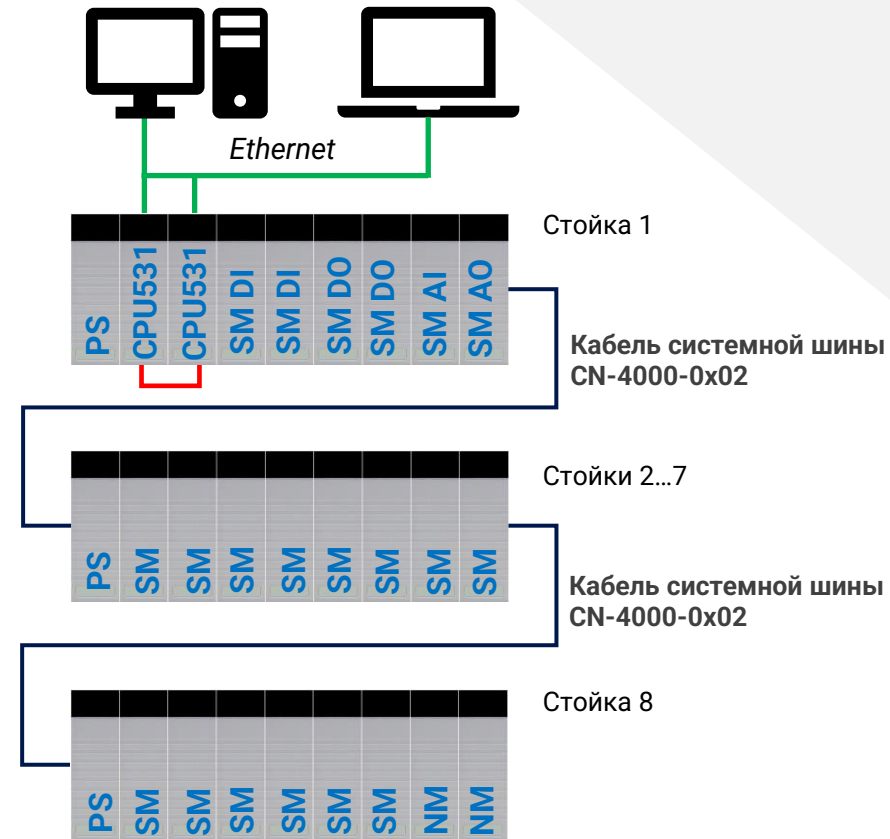 Ethernet
Стойка 1
PS
CPU531
CPU531
SM DI
SM DI
SM DO
SM DO
SM AI
SM AO
Кабель системной шины
CN-4000-0x02
Стойки 2…7
PS
SM
SM
SM
SM
SM
SM
SM
SM
Кабель системной шины
CN-4000-0x02
Стойка 8
PS
SM
SM
SM
SM
SM
SM
NM
NM